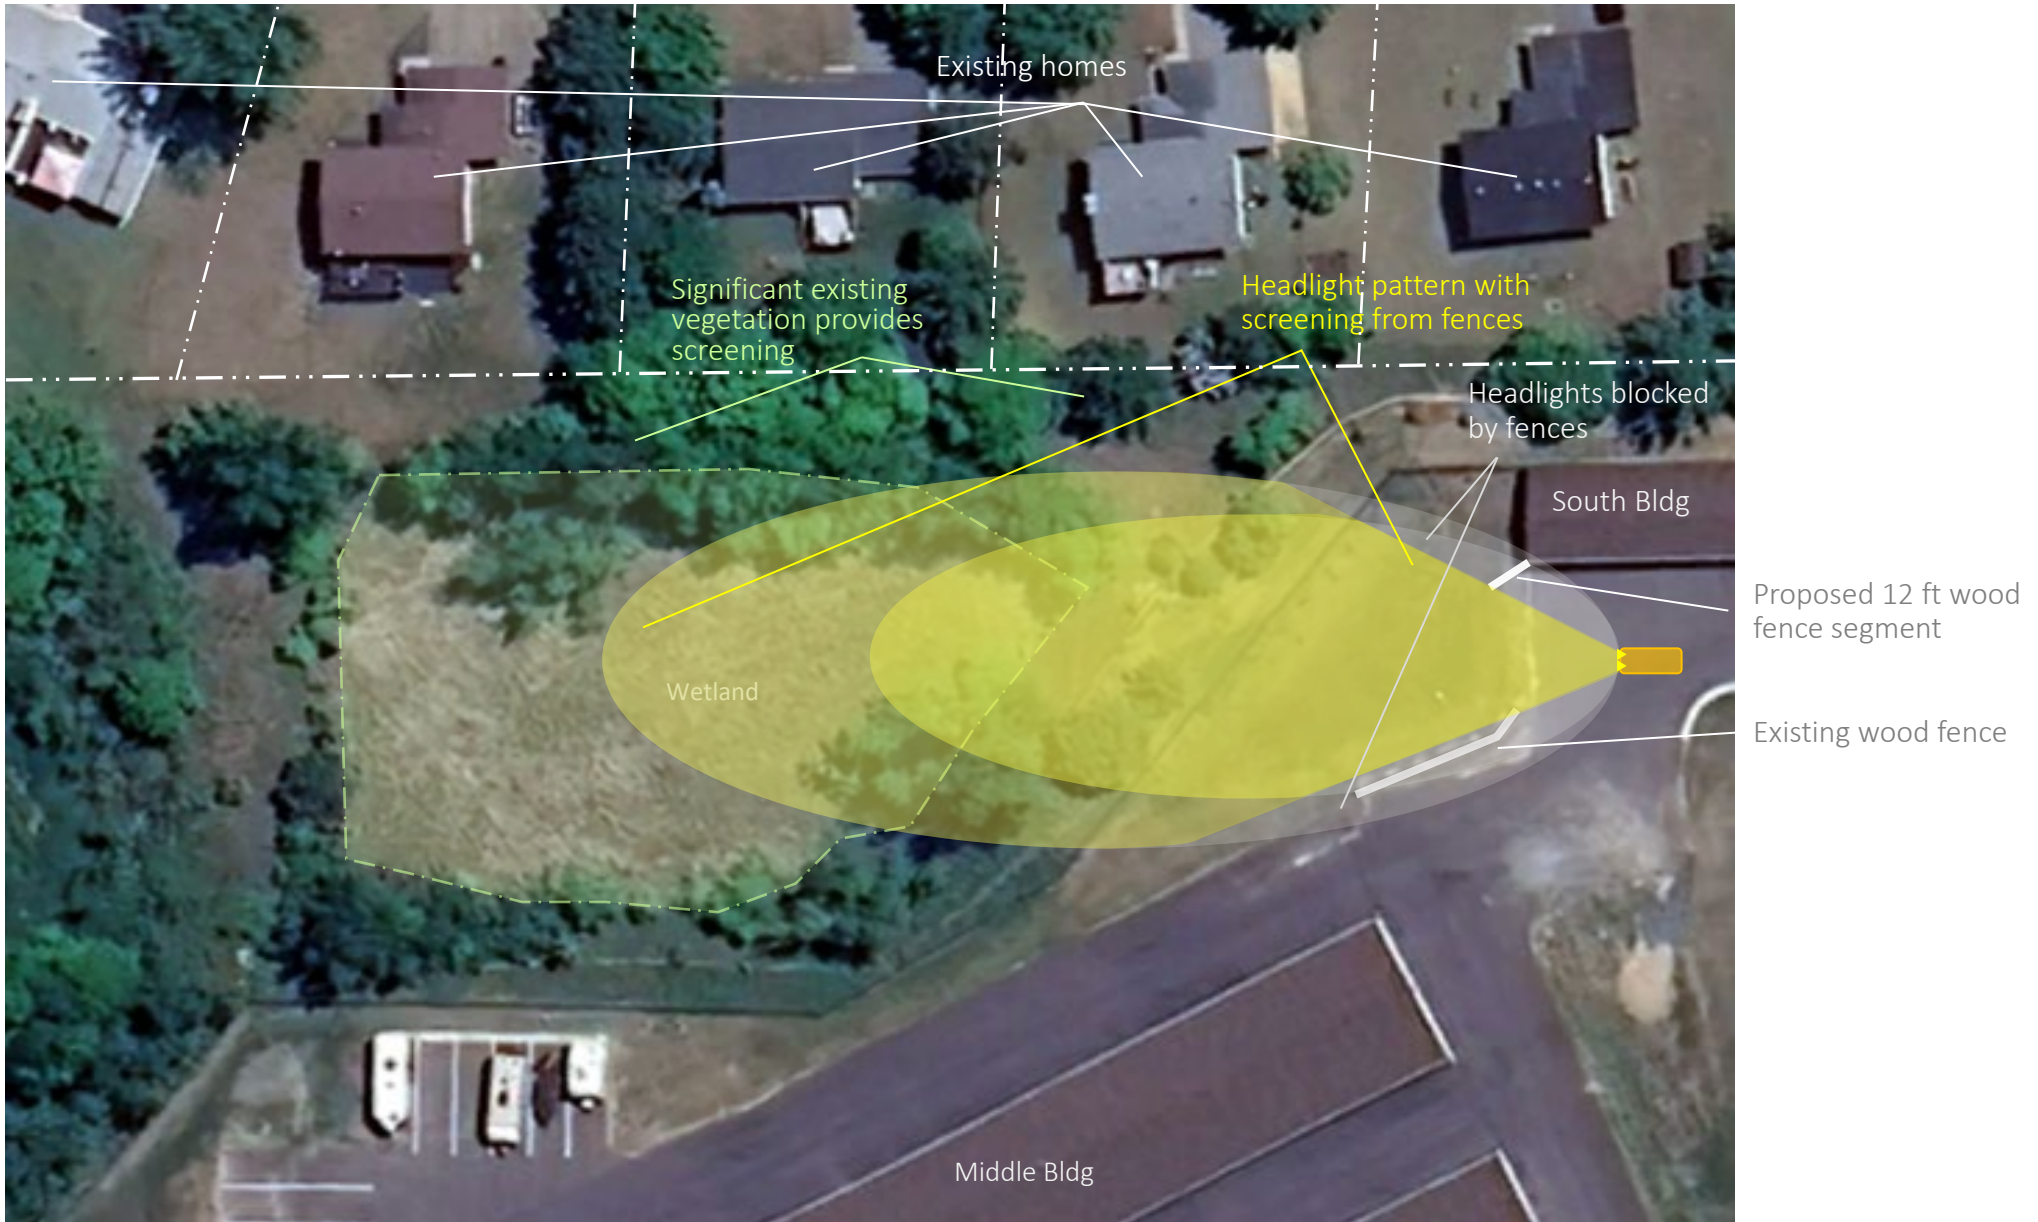 Existing homes
Significant existing
vegetation provides
screening
Headlight pattern with
screening from fences
Headlights blocked
by fences
South Bldg
Proposed 12 ft wood
fence segment
Wetland
Existing wood fence
Middle Bldg